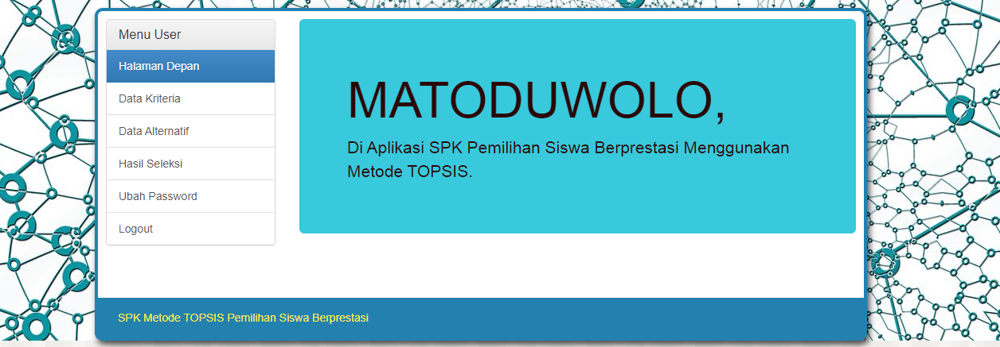 Menu User
Halaman Depan
Data Kriteria
Data Alternatif
Hasil Seleksi
Ubah Password
Logout
MATODUWOLO,
Di Aplikasi SPK Pemilihan Siswa Berprestasi Menggunakan
Metode TOPSIS.
SPK Metode TOPSIS Pemilihan Siswa Berprestasi